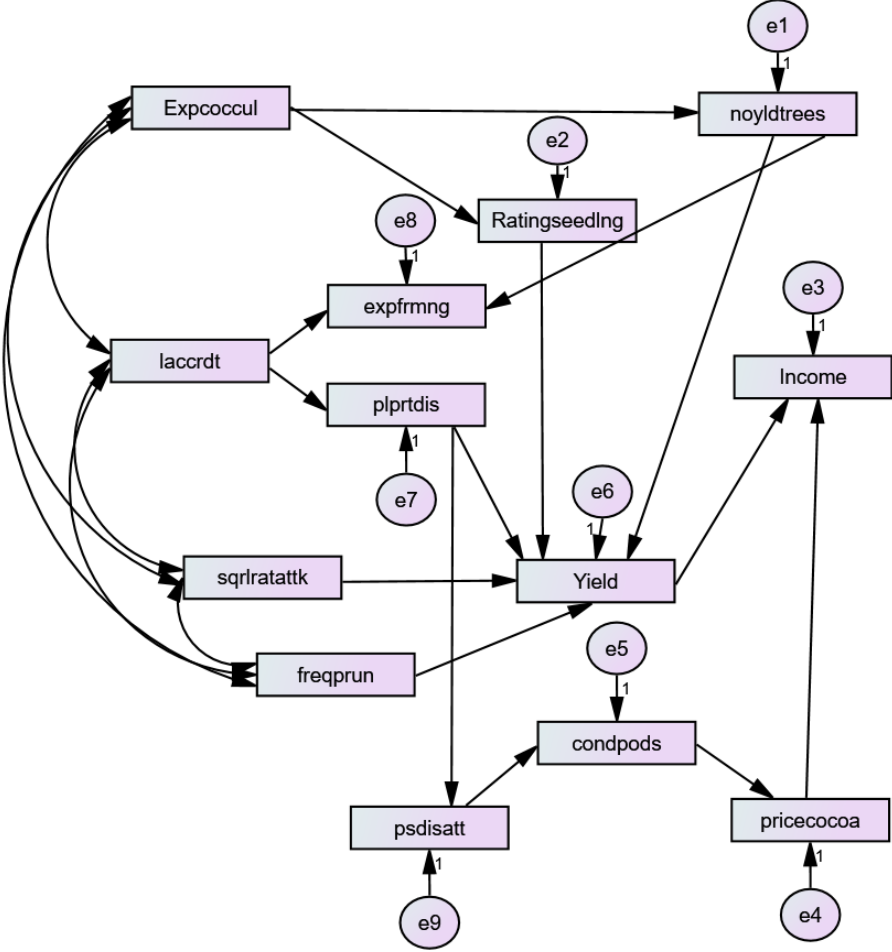 e1
1
Expcoccul
noyldtrees
e2
1
Ratingseedlng
e8
1
expfrmng
e3
1
laccrdt
Income
plprtdis
1
e7
e6
1
sqrlratattk
Yield
e5
1
freqprun
condpods
psdisatt
pricecocoa
1
e9
1
e4